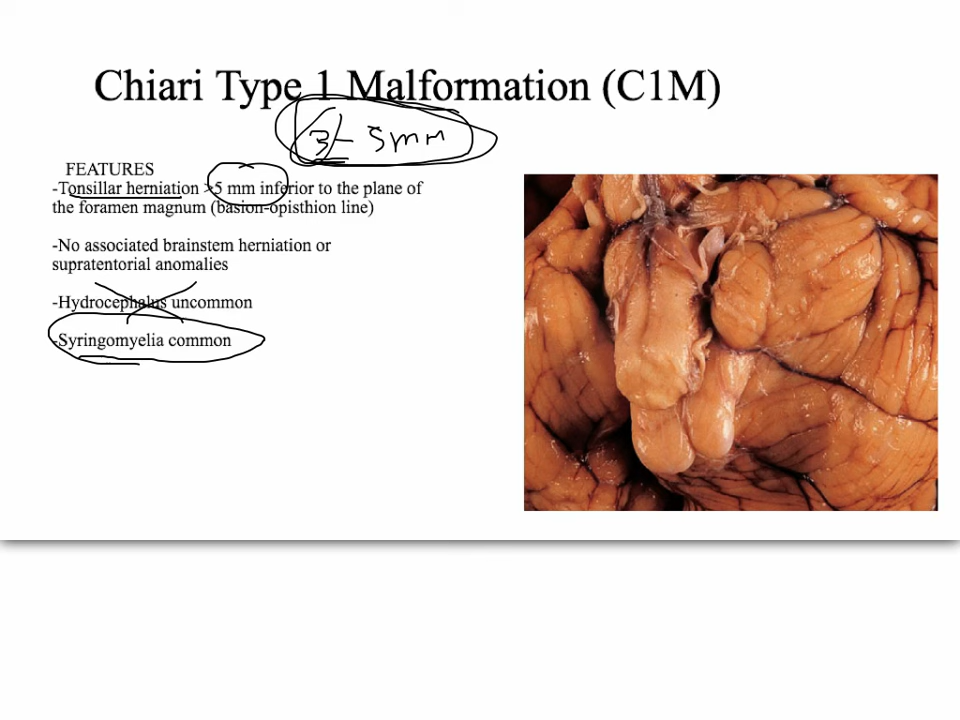 Chiari Type 1 Malformation (C1M)
3 - 5mm
FEATURES
-Tonsillar herniation >5 mm inferior to the plane of
the foramen magnum (basion-opisthion line)
-No associated brainstem herniation or
supratentorial anomalies
-Hydrocephalus uncommon
-Syringomyelia common